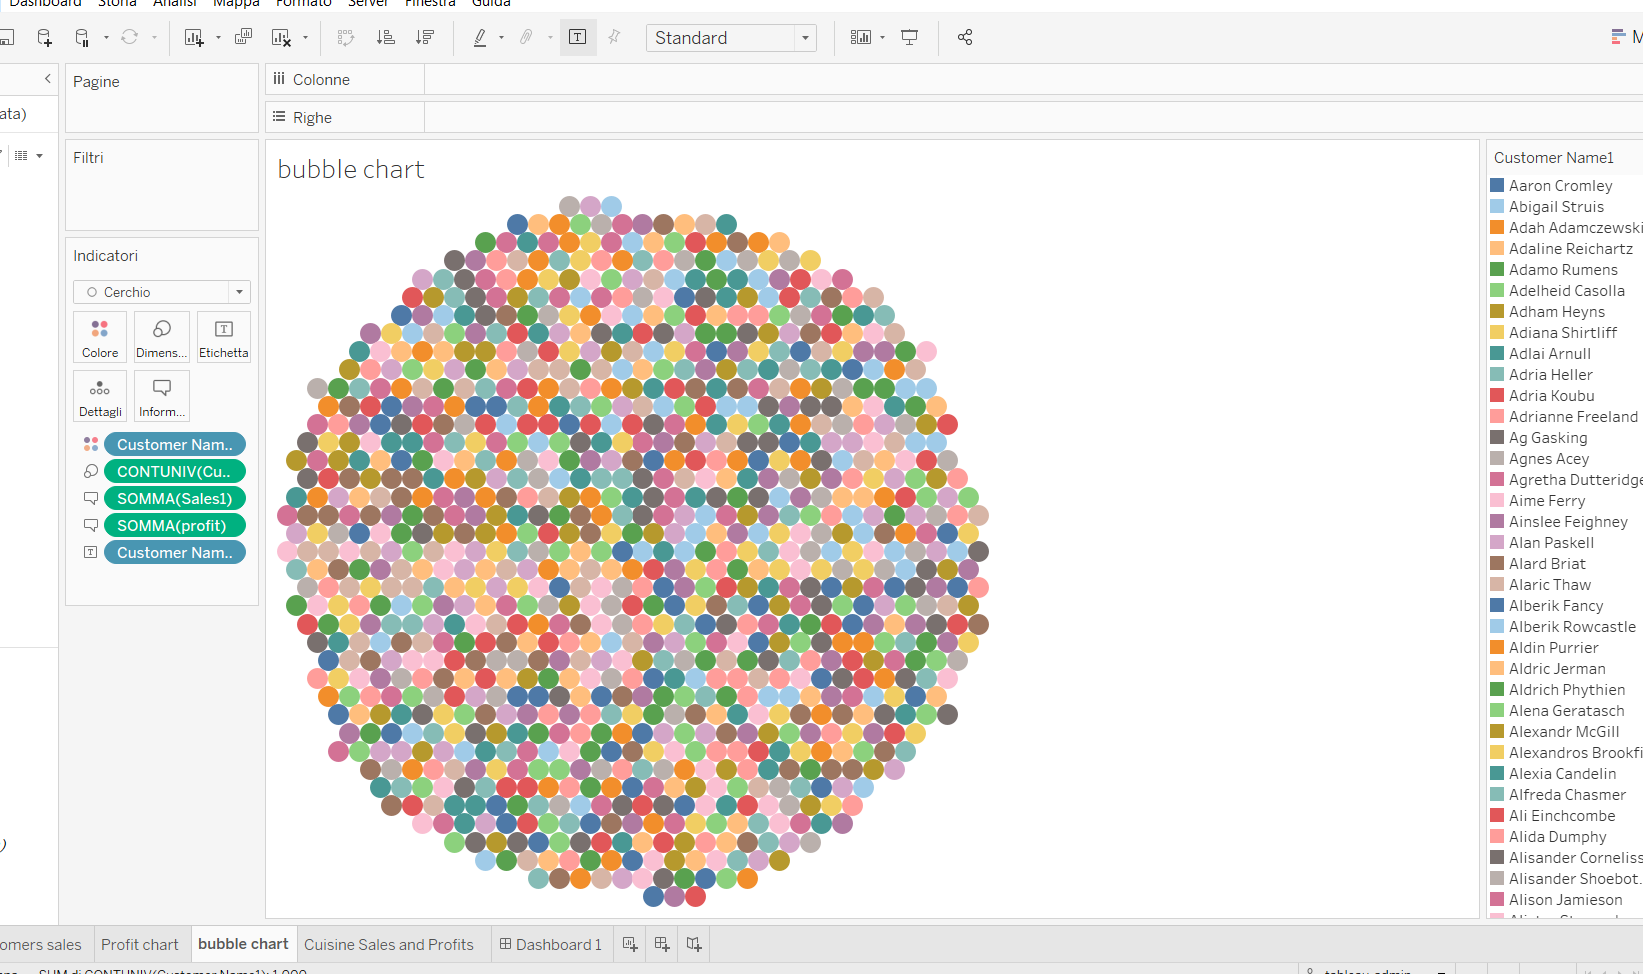 Dashboard Storia Analisi Mappa Formato Server Finestra Guida
Standard
Pagine
Colonne
Righe
Filtri
bubble chart
Indicatori
Cerchio
Colore
Dimens...
Etichetta
Dettagli
Inform...
Customer Nam..
CONTUNIV(Cu..
SOMMA(Sales1)
SOMMA(profit)
Customer Nam..
Customer Name1
Aaron Cromley
Abigail Struis
Adah Adamczewski
Adaline Reichartz
Adamo Rumens
Adelheid Casolla
Adham Heyns
Adiana Shirtliff
Adlai Arnull
Adria Heller
Adria Koubu
Adrianne Freeland
Ag Gasking
Agnes Acey
Agretha Dutteridge
Aime Ferry
Ainslee Feighney
Alan Paskell
Alard Briat
Alaric Thaw
Alberik Fancy
Alberik Rowcastle
Aldin Purrier
Aldric Jerman
Aldrich Phythien
Alena Geratasch
Alexandr McGill
Alexandros Brookfi
Alexia Candelin
Alfreda Chasmer
Ali Einchcombe
Alida Dumphy
Alisander Corneliss
Alisander Shoebot..
Alison Jamieson
omers sales Profit chart bubble chart Cuisine Sales and Profits Dashboard 1
SUM di CONTUNIV(Customer Name1): 1.000
tableau admin